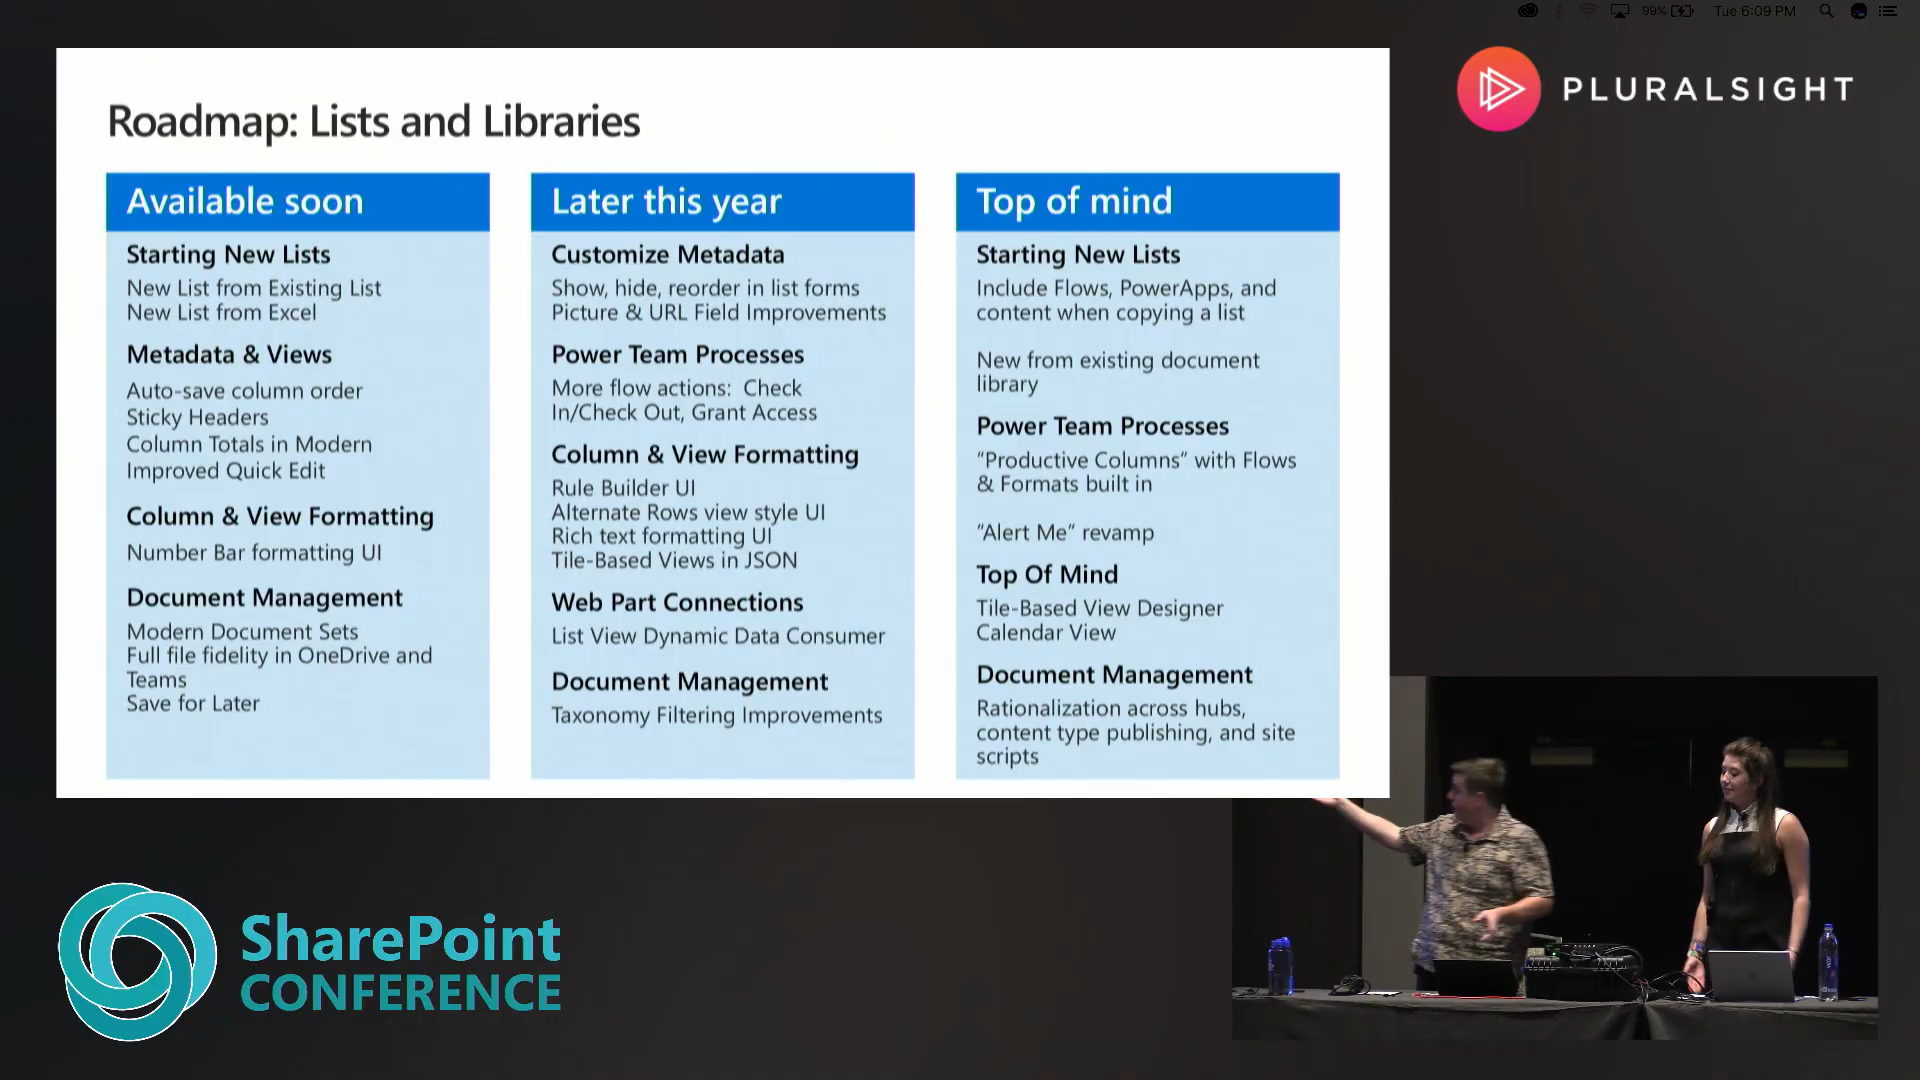 99%
Tue 6:09 PM
PLURALSIGHT
Roadmap: Lists and Libraries
Available soon
Starting New Lists
New List from Existing List
New List from Excel
Metadata & Views
Auto-save column order
Sticky Headers
Column Totals in Modern
Improved Quick Edit
Column & View Formatting
Number Bar formatting UI
Document Management
Modern Document Sets
Full file fidelity in OneDrive and
Teams
Save for Later
Later this year
Customize Metadata
Show, hide, reorder in list forms
Picture & URL Field Improvements
Power Team Processes
More flow actions:  Check
In/Check Out, Grant Access
Column & View Formatting
Rule Builder UI
Alternate Rows view style UI
Rich text formatting UI
Tile-Based Views in JSON
Web Part Connections
List View Dynamic Data Consumer
Document Management
Taxonomy Filtering Improvements
Top of mind
Starting New Lists
Include Flows, PowerApps, and
content when copying a list
New from existing document
library
Power Team Processes
“Productive Columns” with Flows
& Formats built in
“Alert Me” revamp
Top Of Mind
Tile-Based View Designer
Calendar View
Document Management
Rationalization across hubs,
content type publishing, and site
scripts
SharePoint
CONFERENCE